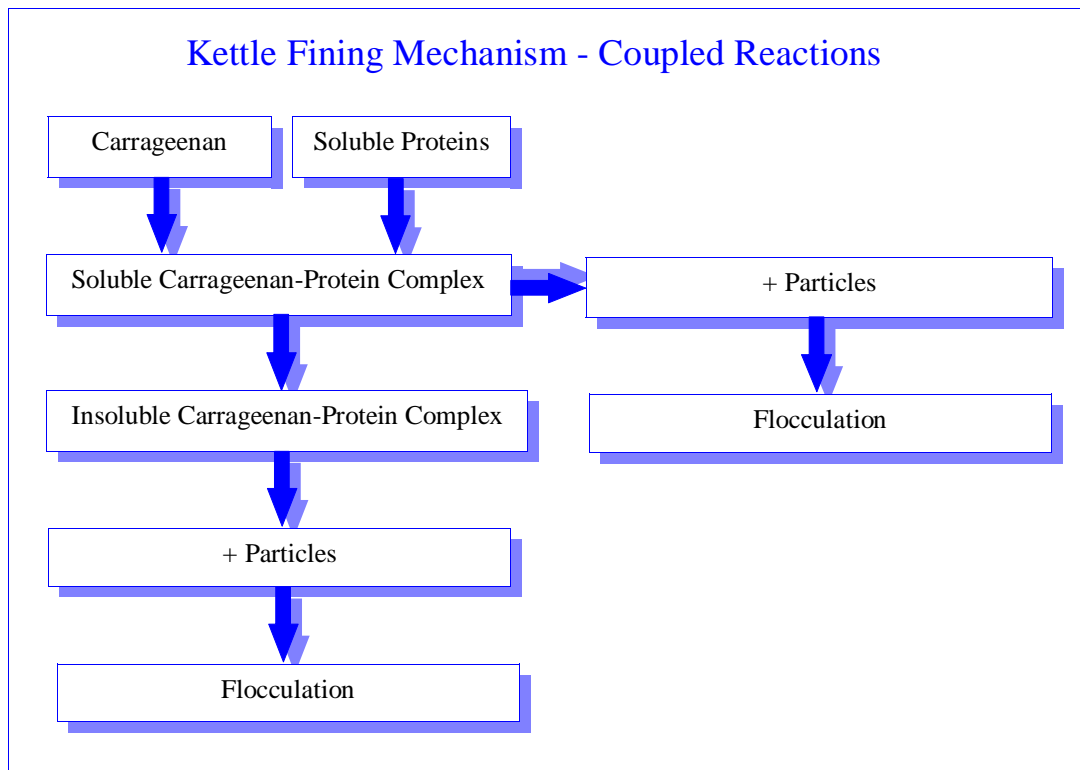 Kettle Fining Mechanism - Coupled Reactions
Carrageenan
Soluble Proteins
Soluble Carrageenan-Protein Complex
+ Particles
Insoluble Carrageenan-Protein Complex
Flocculation
+ Particles
Flocculation